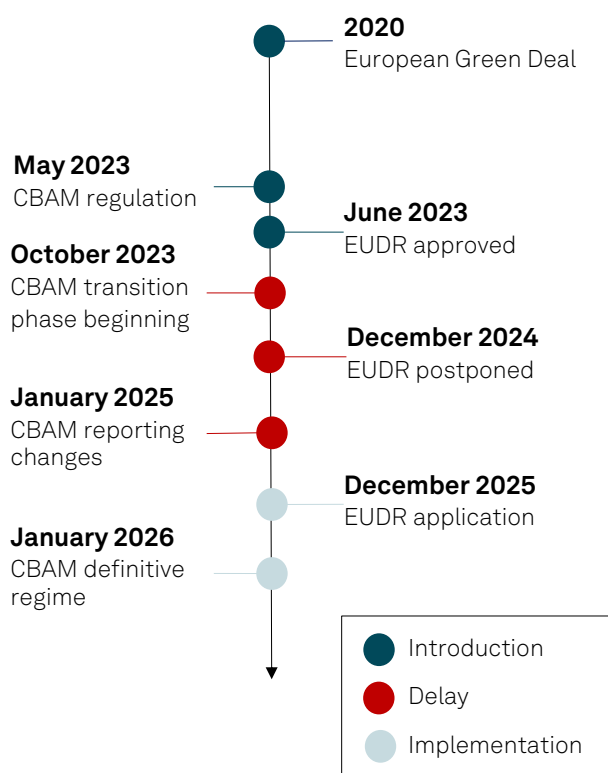 2020
European Green Deal
May 2023
CBAM regulation
June 2023
EUDR approved
October 2023
CBAM transition
phase beginning
December 2024
EUDR postponed
January 2025
CBAM reporting
changes
December 2025
EUDR application
January 2026
CBAM definitive
regime
Introduction
Delay
Implementation